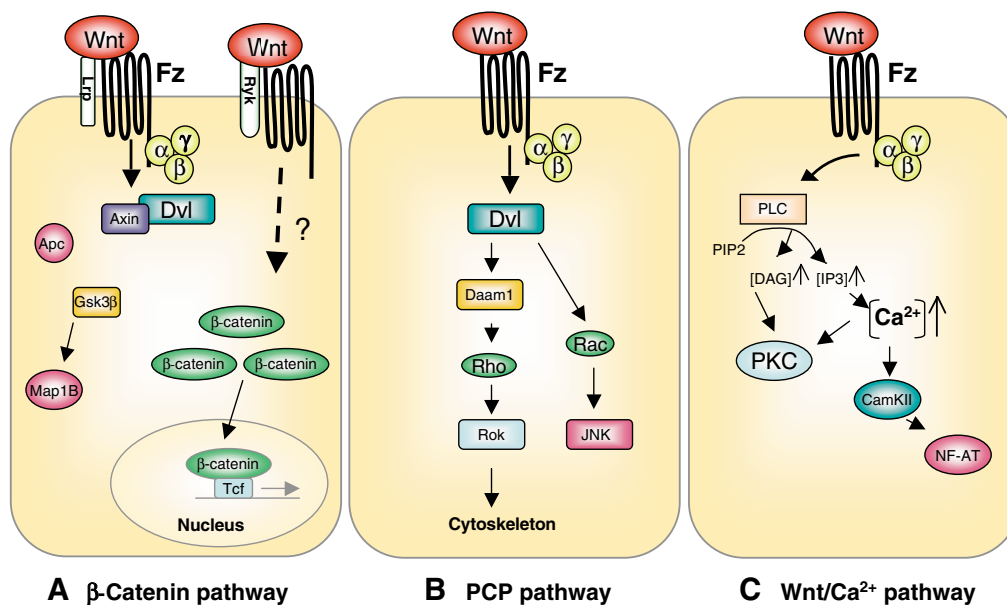 Wnt
Lrp
Fz
α
γ
β
Axin
Dvl
Apc
Gsk3β
Map1B
Wnt
Ryk
?
β-catenin
β-catenin
β-catenin
β-catenin
Tcf
Nucleus
A β-Catenin pathway
Wnt
Fz
α
γ
β
Dvl
Daam1
Rho
Rac
Rok
JNK
Cytoskeleton
B PCP pathway
Wnt
Fz
α
γ
β
PLC
PIP2
[DAG]
[IP3]
[Ca²⁺]
PKC
CamKII
NF-AT
C Wnt/Ca²⁺ pathway